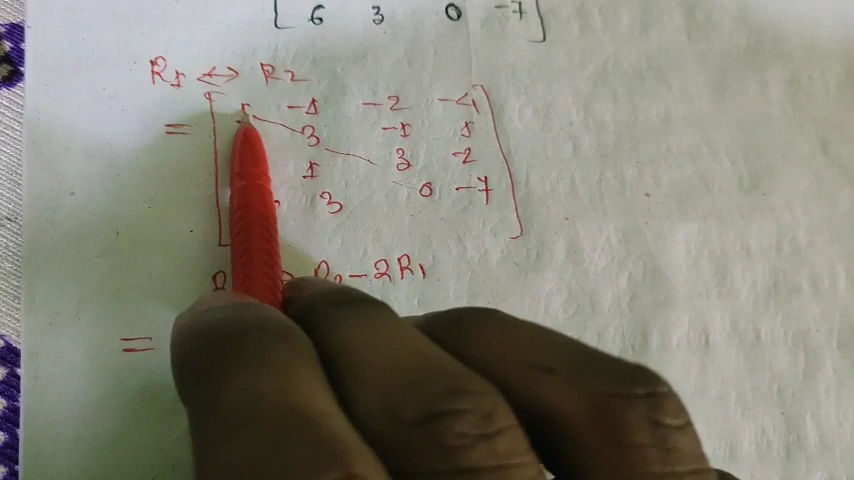 6 3 0 -7
R1 ↔ R2
1 -1 -2 -4
= 3 -1 1
1 3 2
3 0 -7
R2 - 2R1
=